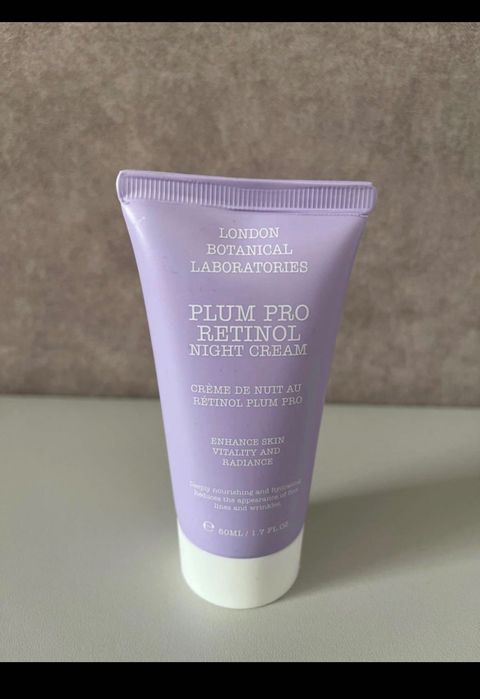 LONDON
BOTANICAL
LABORATORIES
PLUM PRO
RETINOL
NIGHT CREAM
CRÈME DE NUIT AU
RÉTINOL PLUM PRO
ENHANCE SKIN
VITALITY AND
RADIANCE
Deeply nourishing and hydrating
Reduces the appearance of fine
lines and wrinkles
℮ 50ML / 1.7 FL OZ